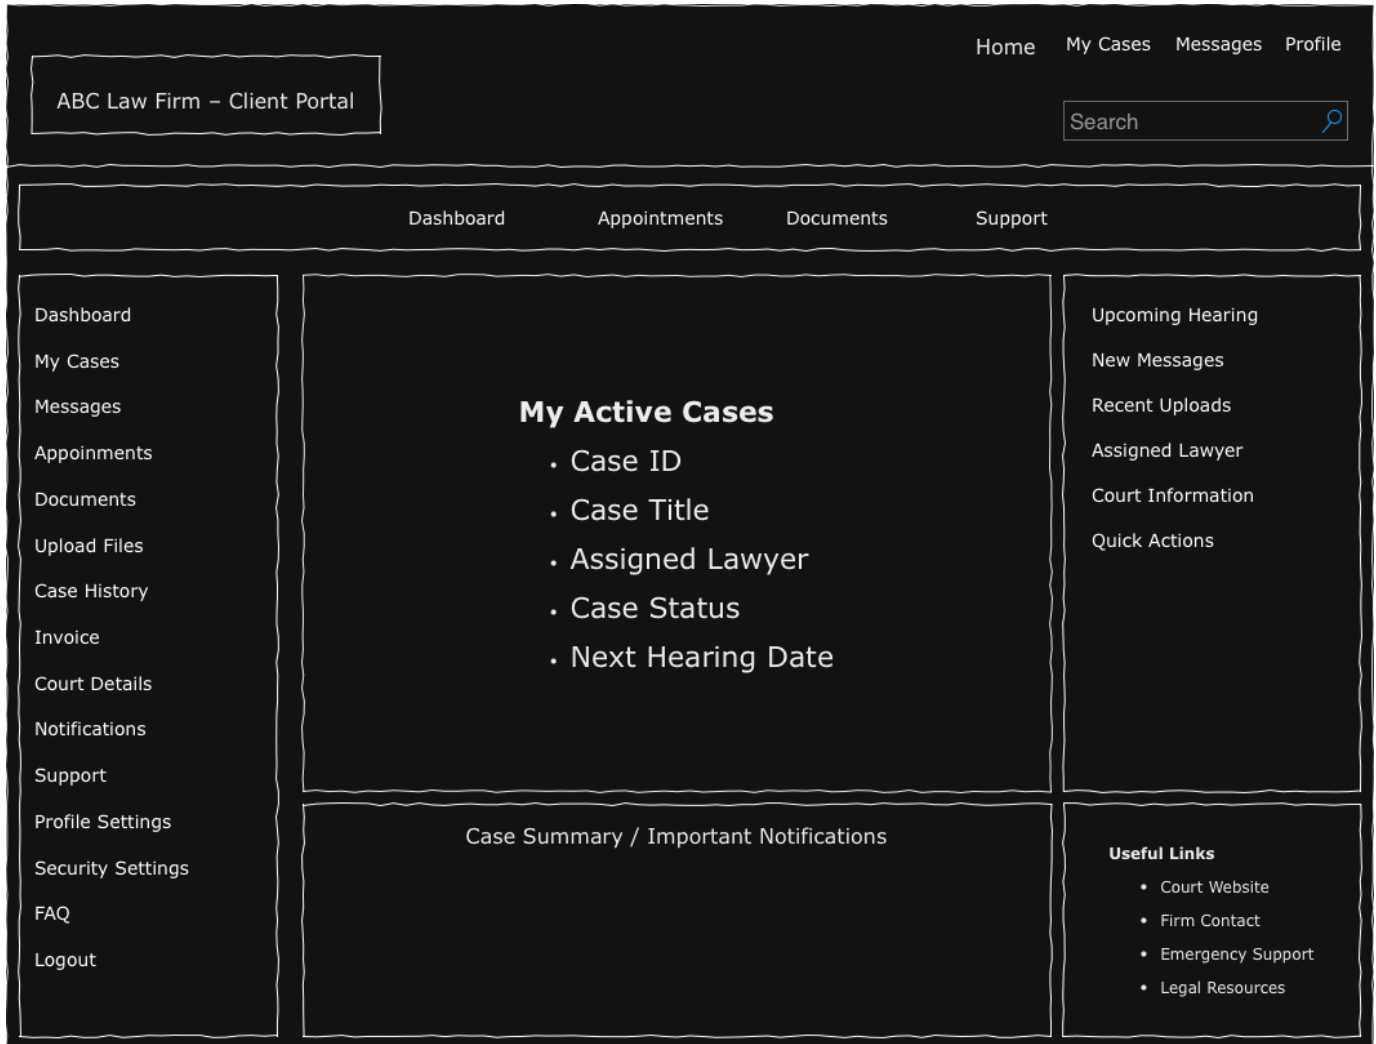 Home My Cases Messages Profile
ABC Law Firm – Client Portal
Search
Dashboard Appointments Documents Support
Dashboard
My Cases
Messages
Appoinments
Documents
Upload Files
Case History
Invoice
Court Details
Notifications
Support
Profile Settings
Security Settings
FAQ
Logout
My Active Cases
• Case ID
• Case Title
• Assigned Lawyer
• Case Status
• Next Hearing Date
Case Summary / Important Notifications
Upcoming Hearing
New Messages
Recent Uploads
Assigned Lawyer
Court Information
Quick Actions
Useful Links
• Court Website
• Firm Contact
• Emergency Support
• Legal Resources